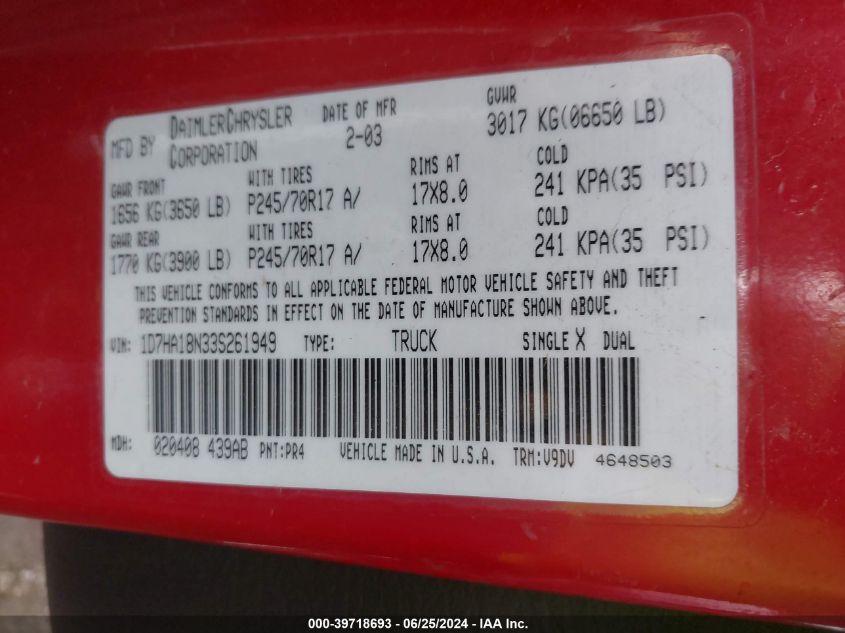 MFD BY DAIMLERCHRYSLER CORPORATION DATE OF MFR 2-03 GVWR 3017 KG(06650 LB)
GAWR FRONT WITH TIRES RIMS AT COLD
1656 KG(3650 LB) P245/70R17 A/ 17X8.0 241 KPA(35 PSI)
GAWR REAR WITH TIRES RIMS AT COLD
1770 KG(3900 LB) P245/70R17 A/ 17X8.0 241 KPA(35 PSI)
THIS VEHICLE CONFORMS TO ALL APPLICABLE FEDERAL MOTOR VEHICLE SAFETY AND THEFT
PREVENTION STANDARDS IN EFFECT ON THE DATE OF MANUFACTURE SHOWN ABOVE.
VIN: 1D7HA18N33S261949 TYPE: TRUCK SINGLE X DUAL
MDH: 020408 439AB PNT:PR4 VEHICLE MADE IN U.S.A. TRM:V9DV 4648503
000-39718693 - 06/25/2024 - IAA Inc.